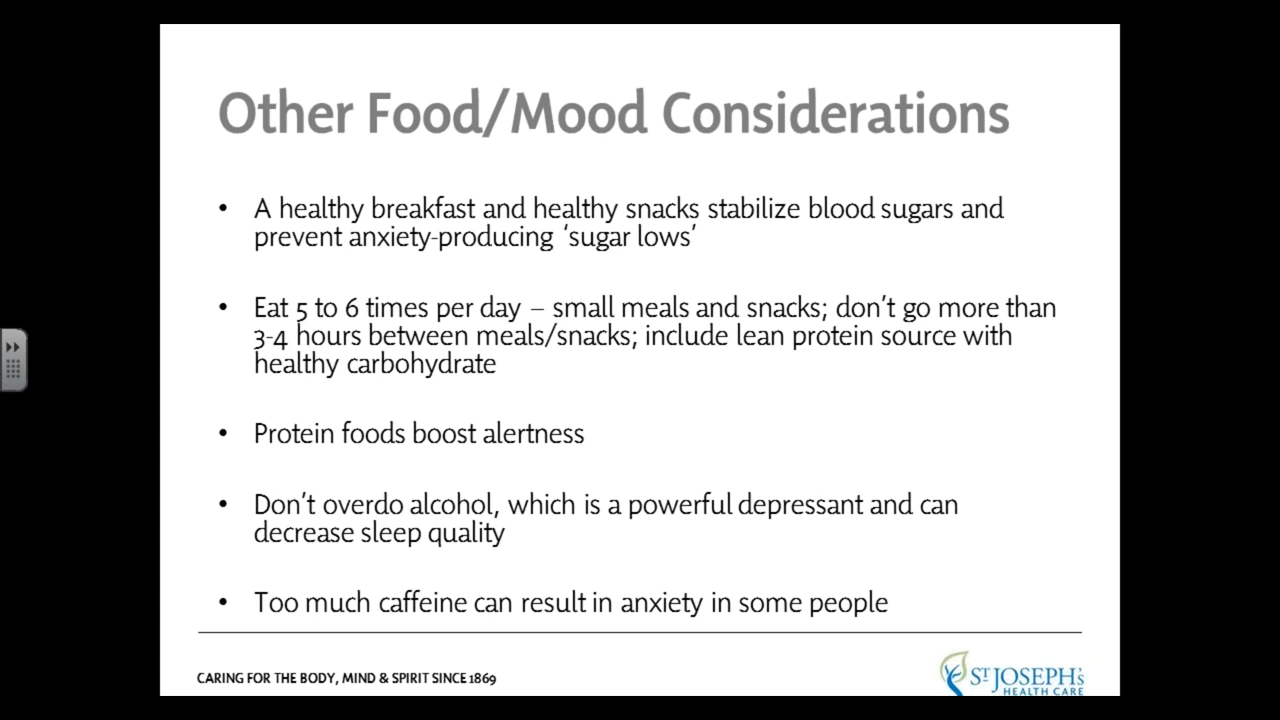 Other Food/Mood Considerations
• A healthy breakfast and healthy snacks stabilize blood sugars and
prevent anxiety-producing ‘sugar lows’
• Eat 5 to 6 times per day – small meals and snacks; don’t go more than
3-4 hours between meals/snacks; include lean protein source with
healthy carbohydrate
• Protein foods boost alertness
• Don’t overdo alcohol, which is a powerful depressant and can
decrease sleep quality
• Too much caffeine can result in anxiety in some people
CARING FOR THE BODY, MIND & SPIRIT SINCE 1869
ST JOSEPH's
HEALTH CARE